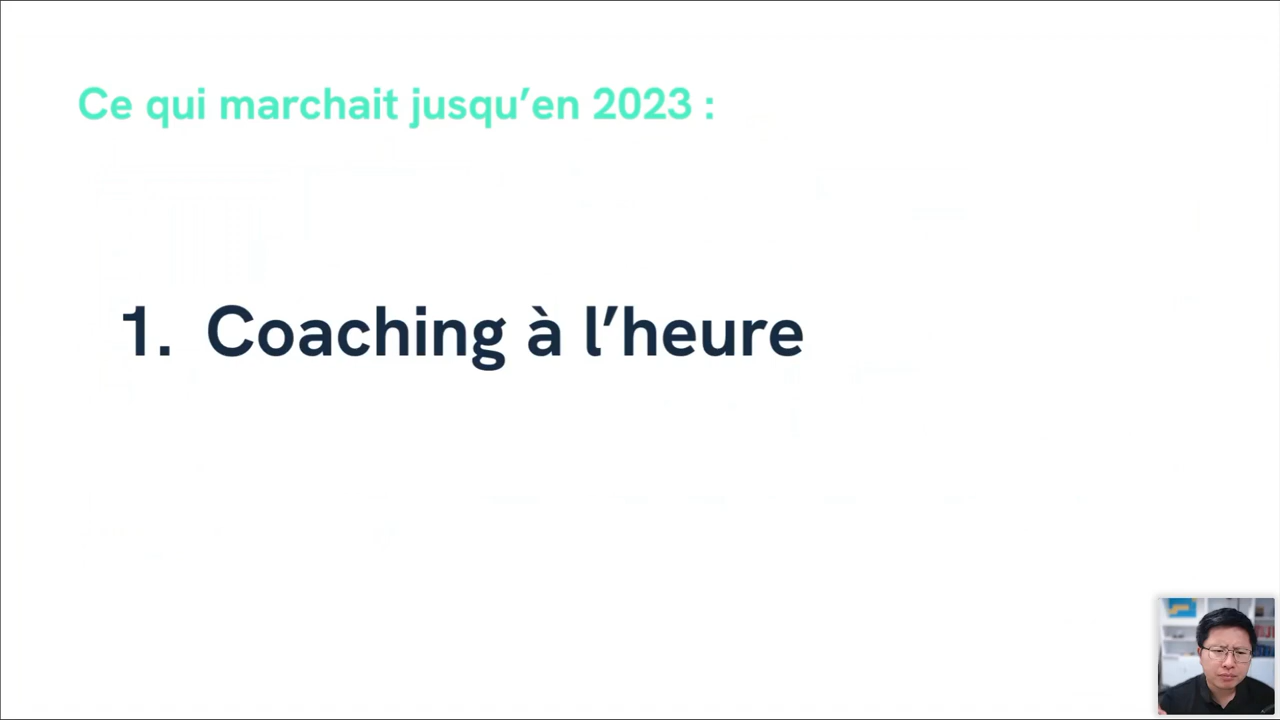 Ce qui marchait jusqu’en 2023 :
1. Coaching à l’heure